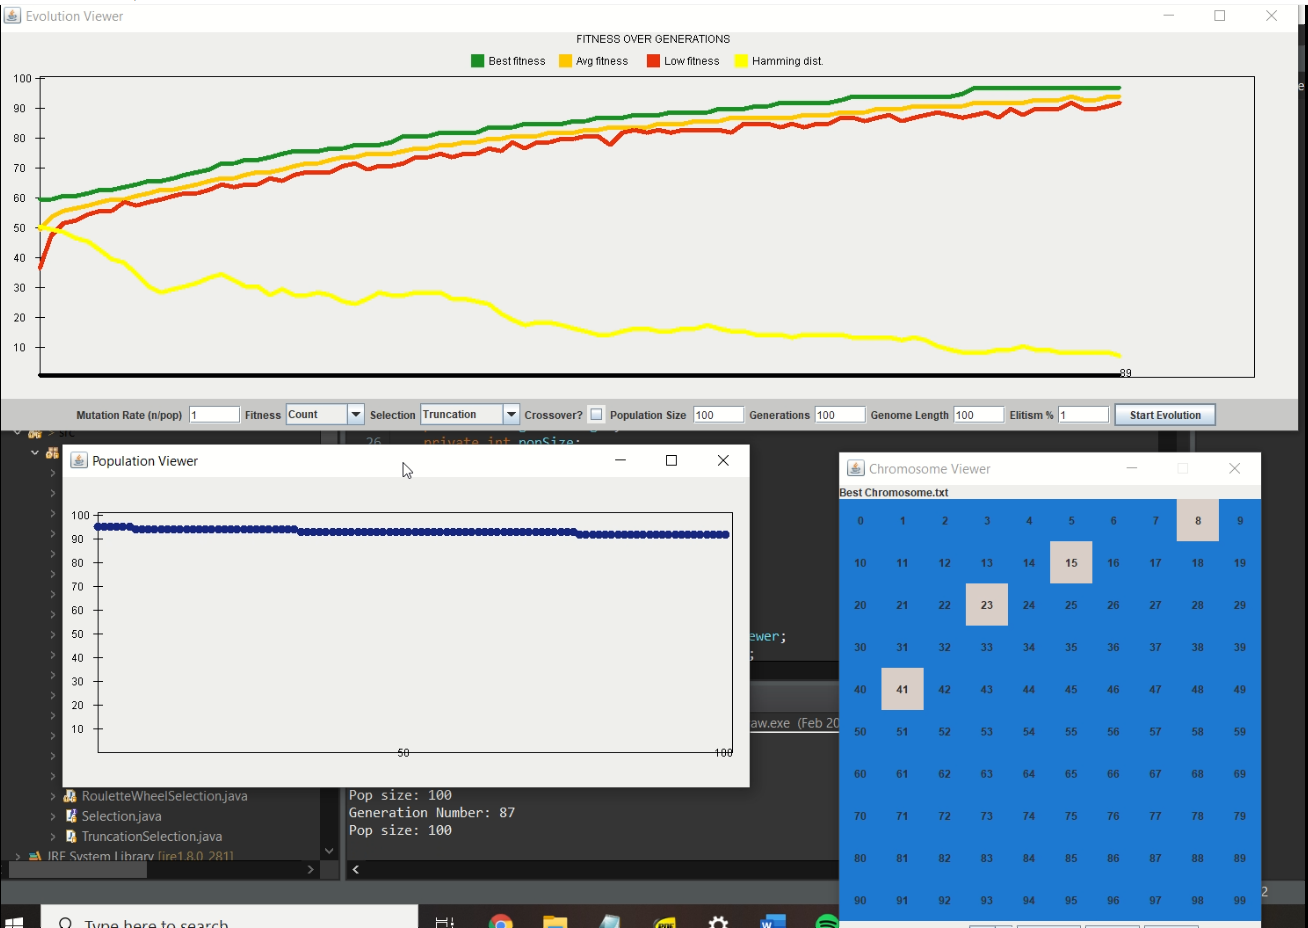 Evolution Viewer
FITNESS OVER GENERATIONS
Best fitness Avg fitness Low fitness Hamming dist.
100
90
80
70
60
50
40
30
20
10
89
Mutation Rate (n/pop) 1 Fitness Count Selection Truncation Crossover? Population Size 100 Generations 100 Genome Length 100 Elitism % 1 Start Evolution
26 private int popSize;
Population Viewer
100
90
80
70
60
50
40
30
20
10
50 100
ewer;
aw.exe (Feb 20
Chromosome Viewer
Best Chromosome.txt
0 1 2 3 4 5 6 7 8 9
10 11 12 13 14 15 16 17 18 19
20 21 22 23 24 25 26 27 28 29
30 31 32 33 34 35 36 37 38 39
40 41 42 43 44 45 46 47 48 49
50 51 52 53 54 55 56 57 58 59
60 61 62 63 64 65 66 67 68 69
70 71 72 73 74 75 76 77 78 79
80 81 82 83 84 85 86 87 88 89
90 91 92 93 94 95 96 97 98 99
RouletteWheelSelection.java
Selection.java
TruncationSelection.java
JRE System Library [jre1.8.0_281]
Pop size: 100
Generation Number: 87
Pop size: 100
Type here to search